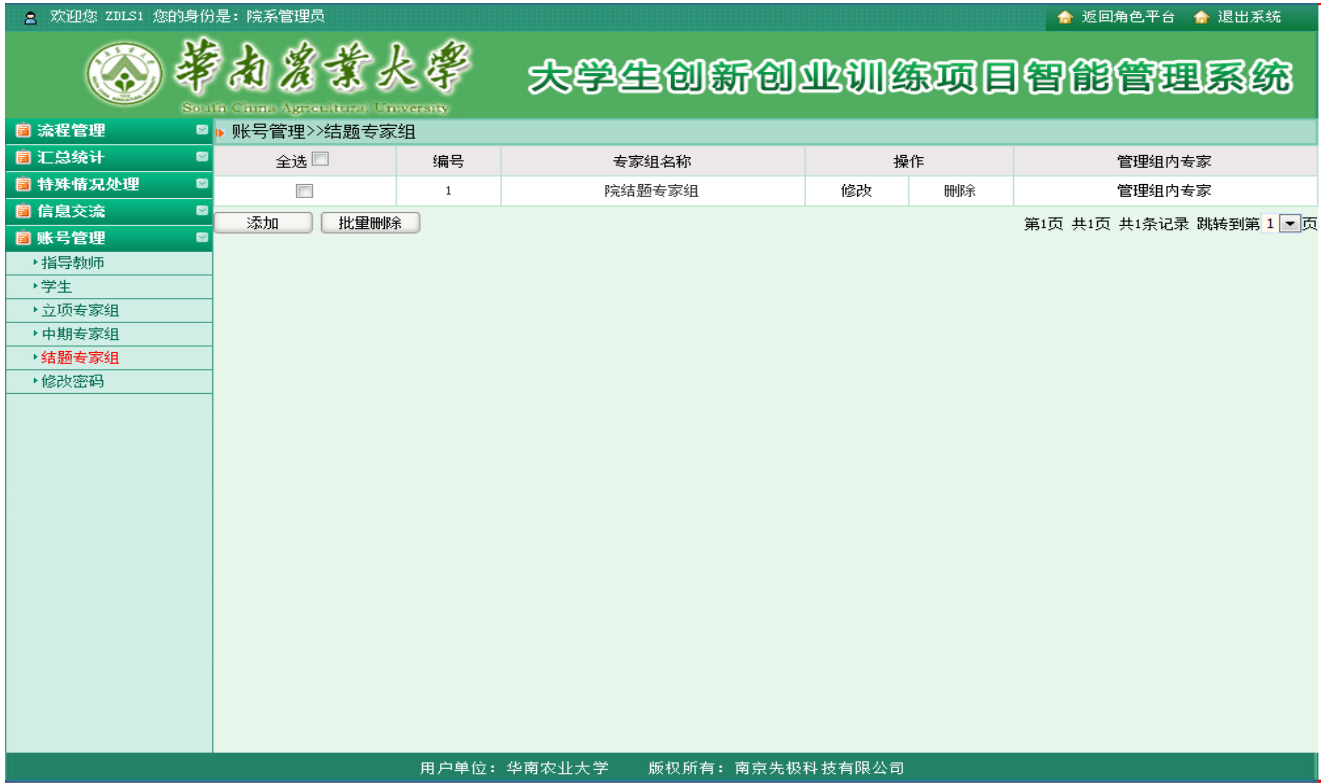 欢迎您 ZDLS1 您的身份是：院系管理员 返回角色平台 退出系统
華南農業大學 大学生创新创业训练项目智能管理系统
South China Agricultural University
流程管理
汇总统计
特殊情况处理
信息交流
账号管理
指导教师
学生
立项专家组
中期专家组
结题专家组
修改密码
账号管理>>结题专家组
全选 编号 专家组名称 操作 管理组内专家
1 院结题专家组 修改 删除 管理组内专家
添加 批量删除 第1页 共1页 共1条记录 跳转到第 1 页
用户单位：华南农业大学 版权所有：南京先极科技有限公司